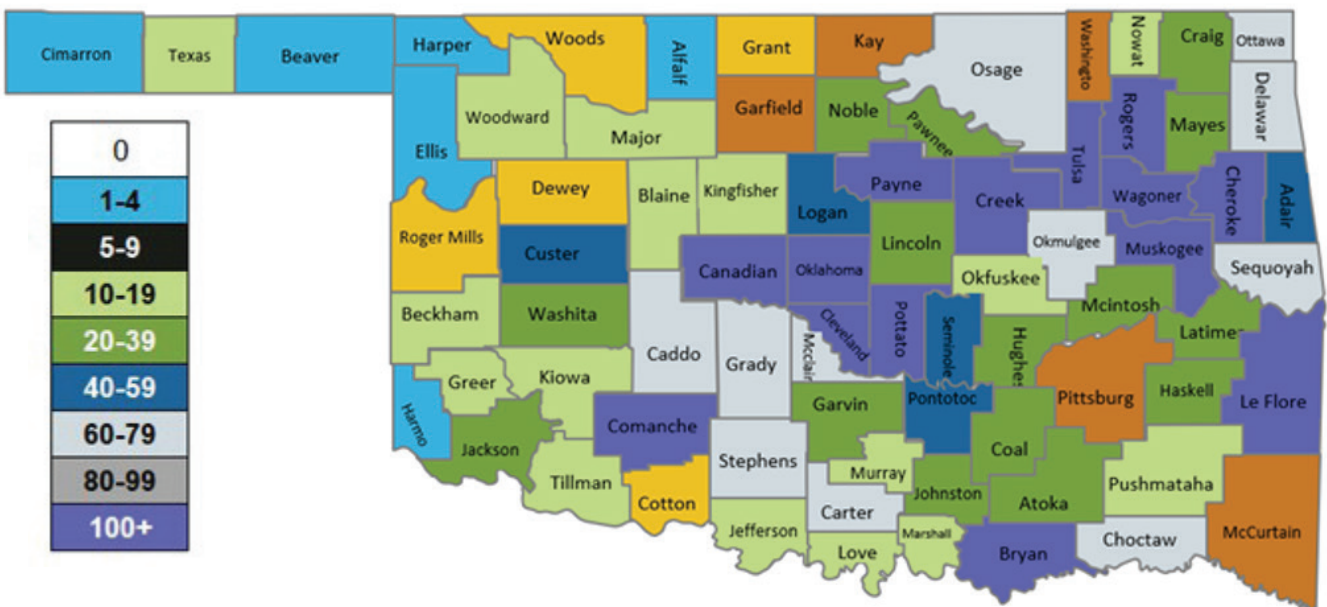 Cimarron
Texas
Beaver
Harper
Woods
Alfalf
Grant
Kay
Osage
Washingto
Nowat
Craig
Ottawa
Delawar
Woodward
Major
Garfield
Noble
Pawnee
Rogers
Mayes
Ellis
Tulsa
Dewey
Blaine
Kingfisher
Logan
Payne
Creek
Wagoner
Cheroke
Adair
Roger Mills
Custer
Lincoln
Okmulgee
Muskogee
Sequoyah
Canadian
Oklahoma
Okfuskee
Mcintosh
Beckham
Washita
Caddo
Grady
Mcclain
Cleveland
Pottato
Seminole
Hughes
Latime
Greer
Kiowa
Pittsburg
Haskell
Le Flore
Harmo
Jackson
Comanche
Garvin
Pontotoc
Coal
Stephens
Murray
Tillman
Cotton
Carter
Johnston
Atoka
Pushmataha
Jefferson
Love
Marshall
Bryan
Choctaw
McCurtain
0
1-4
5-9
10-19
20-39
40-59
60-79
80-99
100+